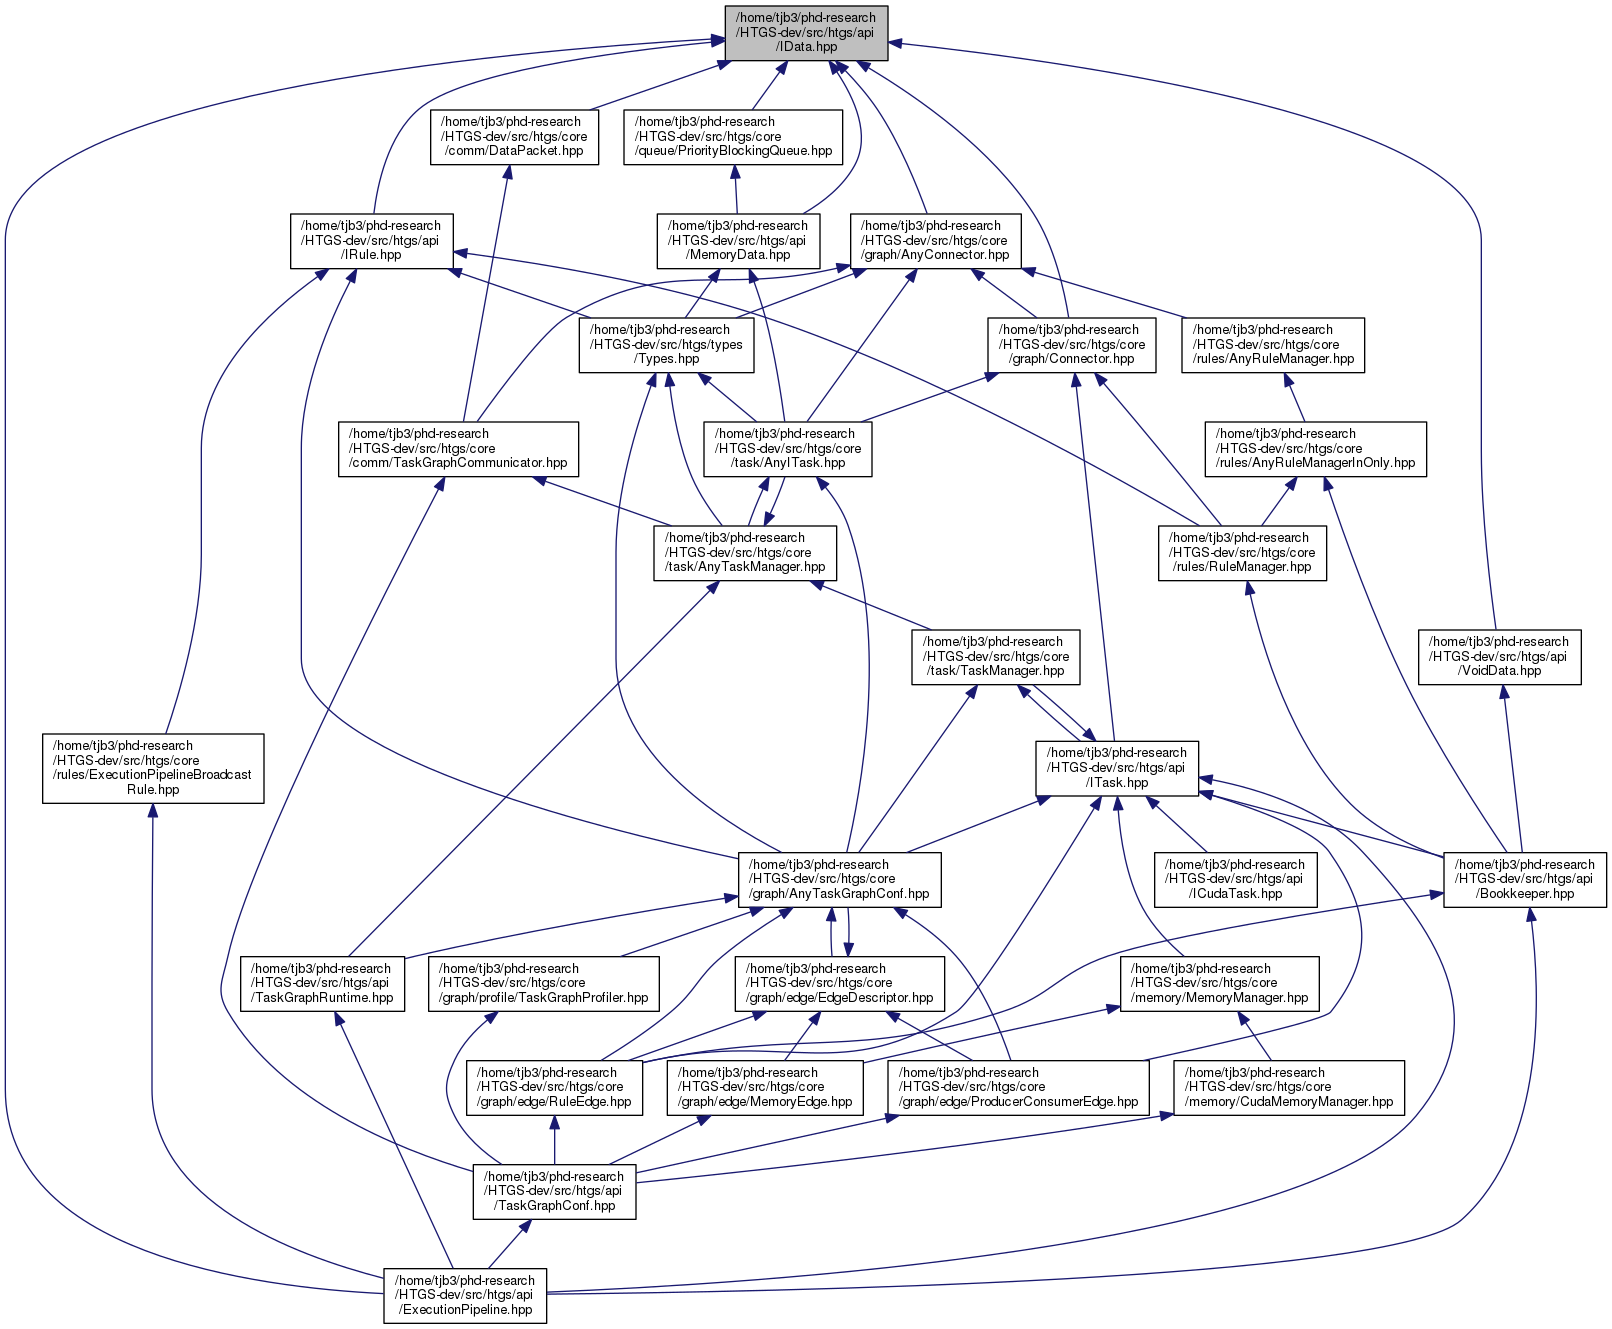 /home/tjb3/phd-research
/HTGS-dev/src/htgs/api
/IData.hpp
/home/tjb3/phd-research
/HTGS-dev/src/htgs/core
/comm/DataPacket.hpp
/home/tjb3/phd-research
/HTGS-dev/src/htgs/core
/queue/PriorityBlockingQueue.hpp
/home/tjb3/phd-research
/HTGS-dev/src/htgs/api
/IRule.hpp
/home/tjb3/phd-research
/HTGS-dev/src/htgs/api
/MemoryData.hpp
/home/tjb3/phd-research
/HTGS-dev/src/htgs/core
/graph/AnyConnector.hpp
/home/tjb3/phd-research
/HTGS-dev/src/htgs/types
/Types.hpp
/home/tjb3/phd-research
/HTGS-dev/src/htgs/core
/graph/Connector.hpp
/home/tjb3/phd-research
/HTGS-dev/src/htgs/core
/rules/AnyRuleManager.hpp
/home/tjb3/phd-research
/HTGS-dev/src/htgs/core
/comm/TaskGraphCommunicator.hpp
/home/tjb3/phd-research
/HTGS-dev/src/htgs/core
/task/AnyITask.hpp
/home/tjb3/phd-research
/HTGS-dev/src/htgs/core
/rules/AnyRuleManagerInOnly.hpp
/home/tjb3/phd-research
/HTGS-dev/src/htgs/core
/task/AnyTaskManager.hpp
/home/tjb3/phd-research
/HTGS-dev/src/htgs/core
/rules/RuleManager.hpp
/home/tjb3/phd-research
/HTGS-dev/src/htgs/core
/task/TaskManager.hpp
/home/tjb3/phd-research
/HTGS-dev/src/htgs/api
/VoidData.hpp
/home/tjb3/phd-research
/HTGS-dev/src/htgs/core
/rules/ExecutionPipelineBroadcast
Rule.hpp
/home/tjb3/phd-research
/HTGS-dev/src/htgs/api
/ITask.hpp
/home/tjb3/phd-research
/HTGS-dev/src/htgs/core
/graph/AnyTaskGraphConf.hpp
/home/tjb3/phd-research
/HTGS-dev/src/htgs/api
/ICudaTask.hpp
/home/tjb3/phd-research
/HTGS-dev/src/htgs/api
/Bookkeeper.hpp
/home/tjb3/phd-research
/HTGS-dev/src/htgs/api
/TaskGraphRuntime.hpp
/home/tjb3/phd-research
/HTGS-dev/src/htgs/core
/graph/profile/TaskGraphProfiler.hpp
/home/tjb3/phd-research
/HTGS-dev/src/htgs/core
/graph/edge/EdgeDescriptor.hpp
/home/tjb3/phd-research
/HTGS-dev/src/htgs/core
/memory/MemoryManager.hpp
/home/tjb3/phd-research
/HTGS-dev/src/htgs/core
/graph/edge/RuleEdge.hpp
/home/tjb3/phd-research
/HTGS-dev/src/htgs/core
/graph/edge/MemoryEdge.hpp
/home/tjb3/phd-research
/HTGS-dev/src/htgs/core
/graph/edge/ProducerConsumerEdge.hpp
/home/tjb3/phd-research
/HTGS-dev/src/htgs/core
/memory/CudaMemoryManager.hpp
/home/tjb3/phd-research
/HTGS-dev/src/htgs/api
/TaskGraphConf.hpp
/home/tjb3/phd-research
/HTGS-dev/src/htgs/api
/ExecutionPipeline.hpp